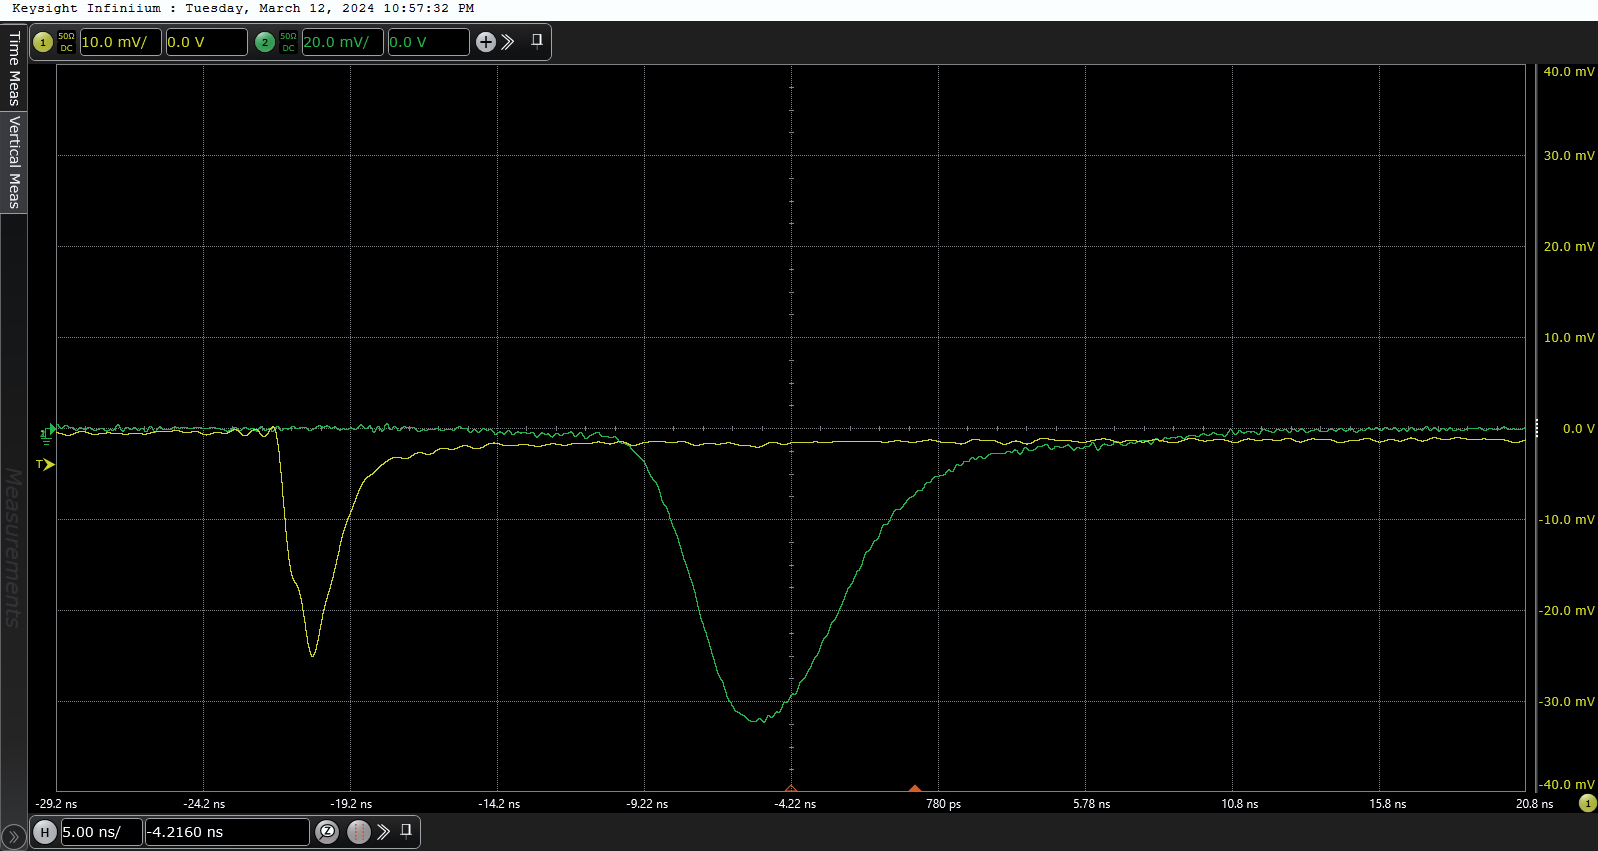 Keysight Infiniium : Tuesday, March 12, 2024 10:57:32 PM
Time Meas
Vertical Meas
Measurements
1 50Ω DC 10.0 mV/ 0.0 V 2 50Ω DC 20.0 mV/ 0.0 V
40.0 mV
30.0 mV
20.0 mV
10.0 mV
0.0 V
T
-10.0 mV
-20.0 mV
-30.0 mV
-40.0 mV
-29.2 ns -24.2 ns -19.2 ns -14.2 ns -9.22 ns -4.22 ns 780 ps 5.78 ns 10.8 ns 15.8 ns 20.8 ns 1
H 5.00 ns/ -4.2160 ns Z